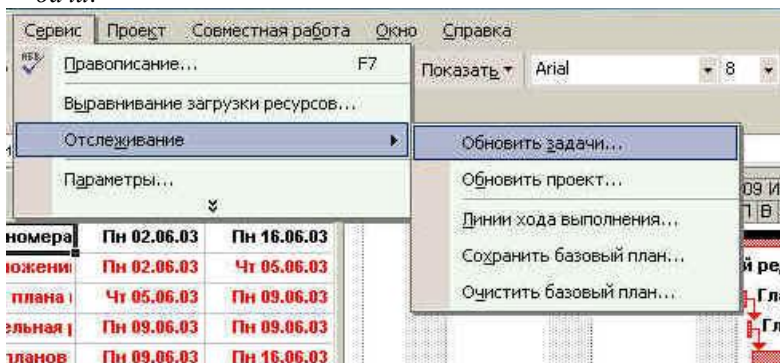 Сервис Проект Совместная работа Окно Справка
Правописание... F7 Показать Arial 8
Выравнивание загрузки ресурсов...
Отслеживание Обновить задачи...
Параметры... Обновить проект...
Линии хода выполнения...
Сохранить базовый план...
Очистить базовый план...
09 И
П В
номера Пн 02.06.03 Пн 16.06.03
Пн 02.06.03 Чт 05.06.03
плана Чт 05.06.03 Пн 09.06.03
Пн 09.06.03 Пн 09.06.03
планов Пн 09.06.03 Пн 16.06.03